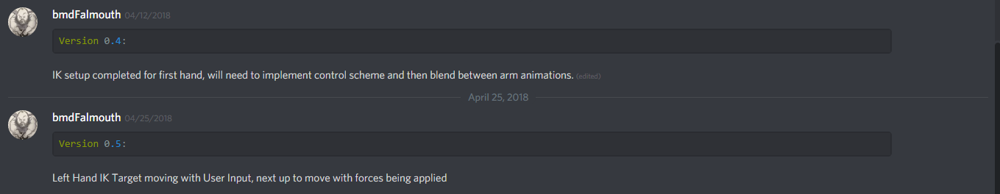 bmdFalmouth 04/12/2018
Version 0.4:
IK setup completed for first hand, will need to implement control scheme and then blend between arm animations. (edited)
April 25, 2018
bmdFalmouth 04/25/2018
Version 0.5:
Left Hand IK Target moving with User Input, next up to move with forces being applied